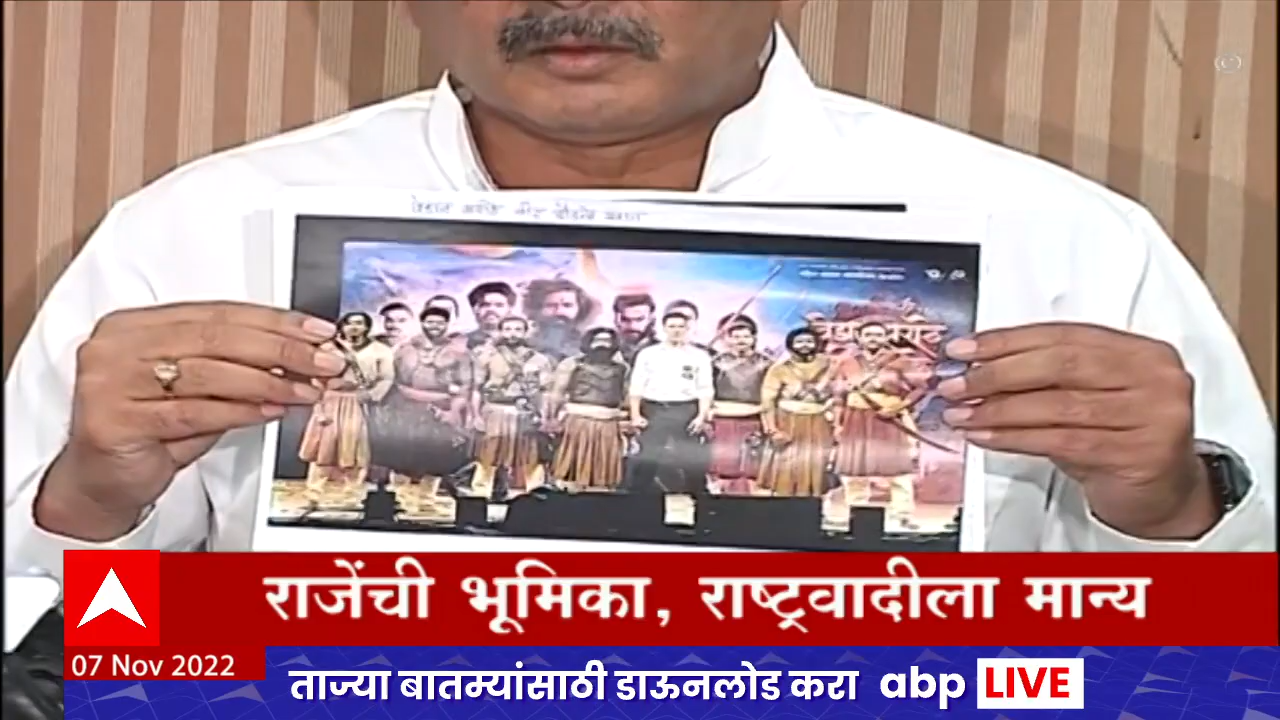 राजेंची भूमिका, राष्ट्रवादीला मान्य
07 Nov 2022
ताज्या बातम्यांसाठी डाऊनलोड करा abp LIVE